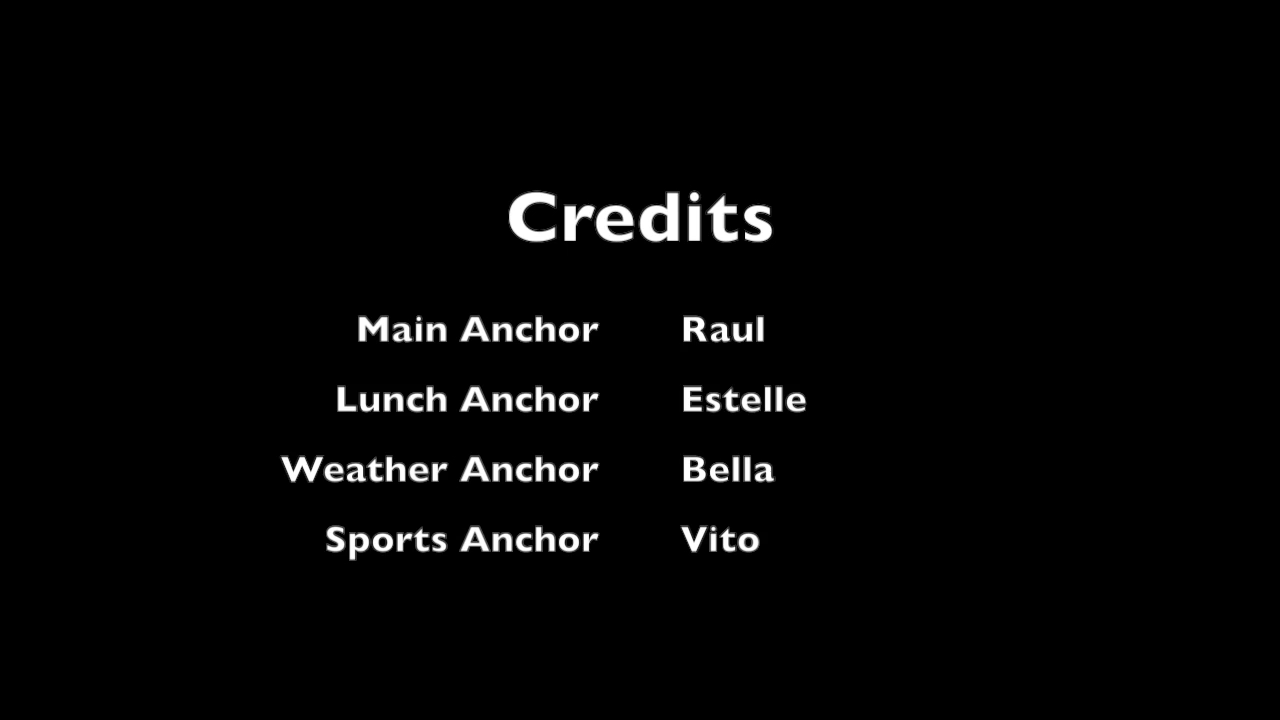 Credits
Main Anchor Raul
Lunch Anchor Estelle
Weather Anchor Bella
Sports Anchor Vito